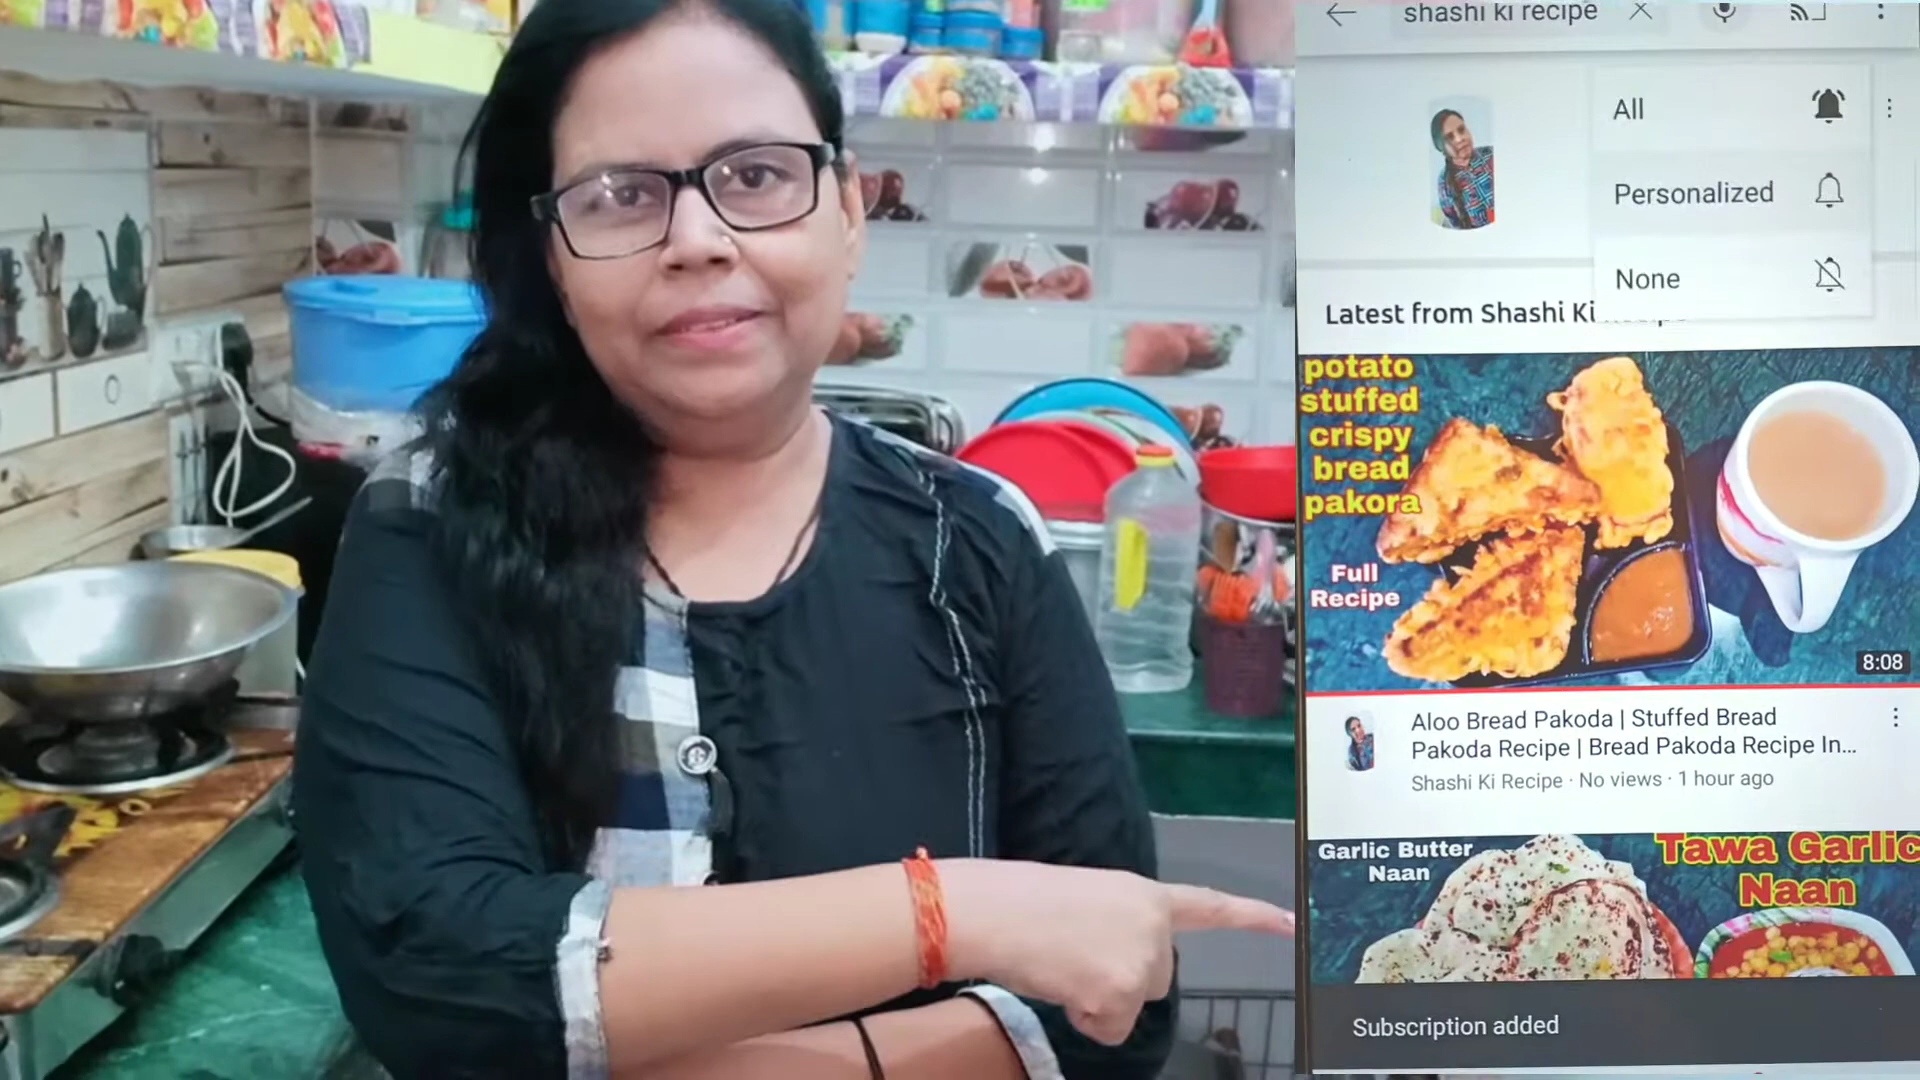 shashi ki recipe
All
Personalized
None
Latest from Shashi Ki
potato
stuffed
crispy
bread
pakora
Full
Recipe
8:08
Aloo Bread Pakoda | Stuffed Bread
Pakoda Recipe | Bread Pakoda Recipe In...
Shashi Ki Recipe · No views · 1 hour ago
Garlic Butter
Naan
Tawa Garlic
Naan
Subscription added